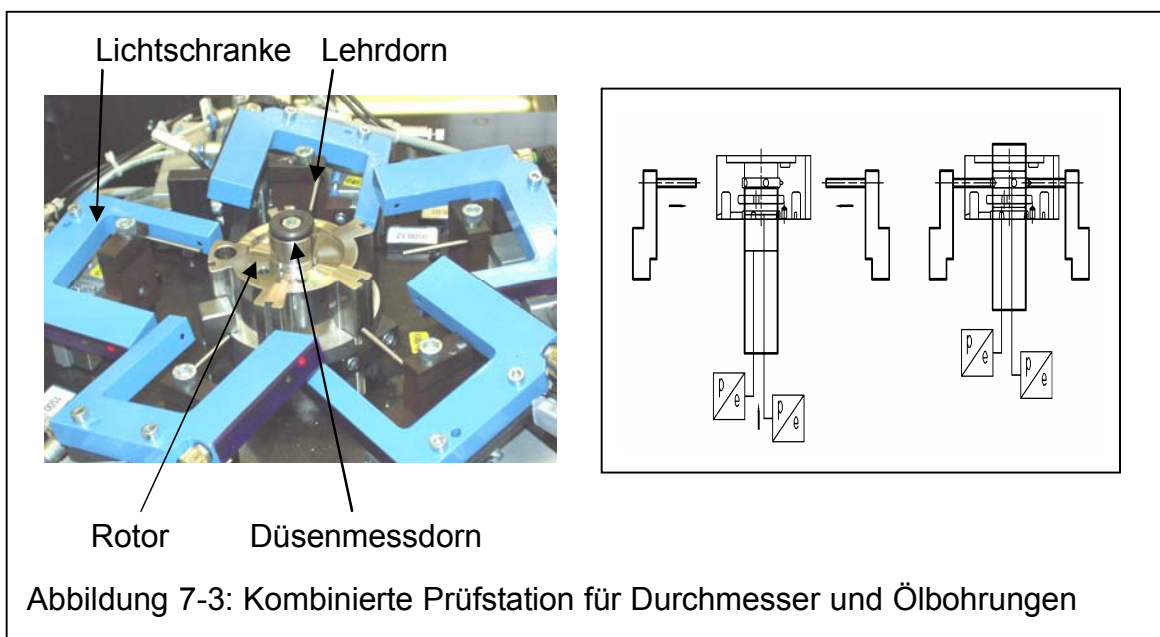 Lichtschranke Lehrdorn
p/e p/e p/e p/e
Rotor Düsenmessdorn
Abbildung 7-3: Kombinierte Prüfstation für Durchmesser und Ölbohrungen